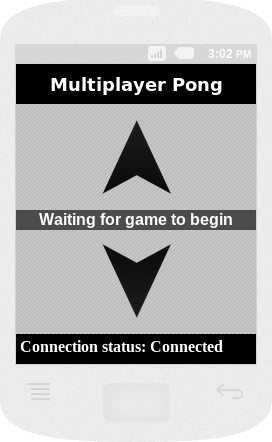 3:02 PM
Multiplayer Pong
Waiting for game to begin
Connection status: Connected